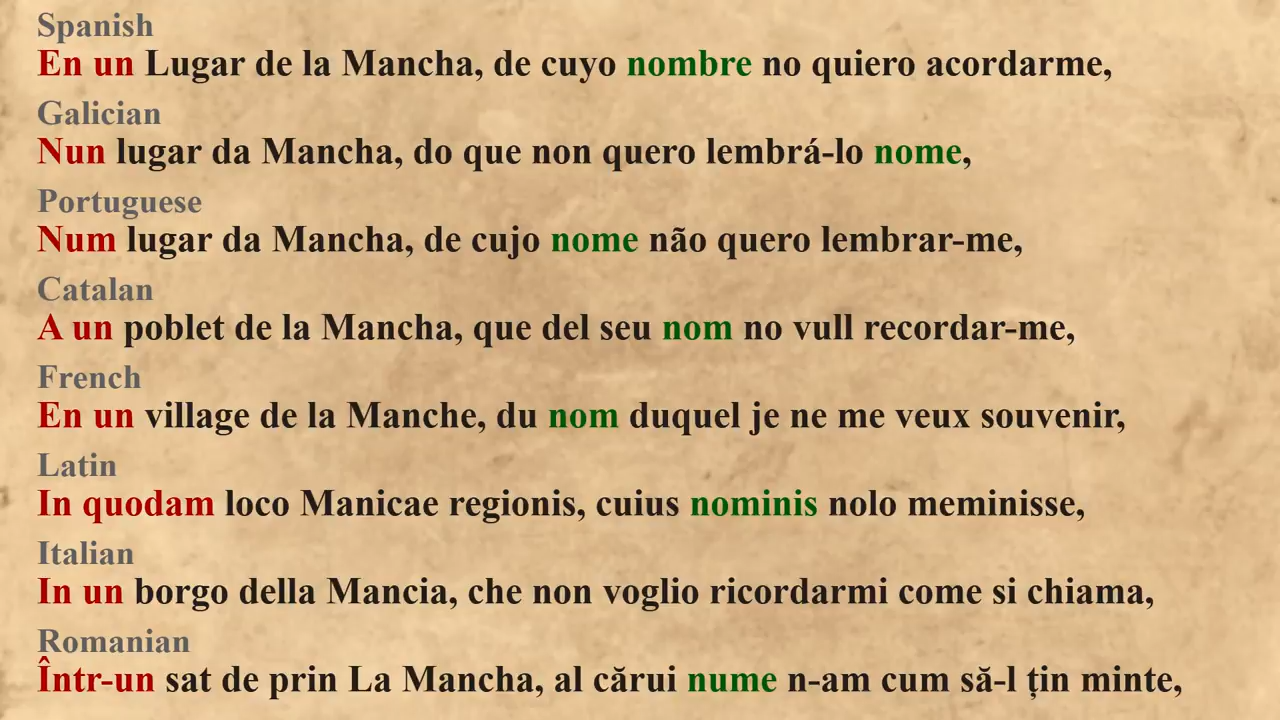 Spanish
En un Lugar de la Mancha, de cuyo nombre no quiero acordarme,
Galician
Nun lugar da Mancha, do que non quero lembrá-lo nome,
Portuguese
Num lugar da Mancha, de cujo nome não quero lembrar-me,
Catalan
A un poblet de la Mancha, que del seu nom no vull recordar-me,
French
En un village de la Manche, du nom duquel je ne me veux souvenir,
Latin
In quodam loco Manicae regionis, cuius nominis nolo meminisse,
Italian
In un borgo della Mancia, che non voglio ricordarmi come si chiama,
Romanian
Într-un sat de prin La Mancha, al cărui nume n-am cum să-l țin minte,